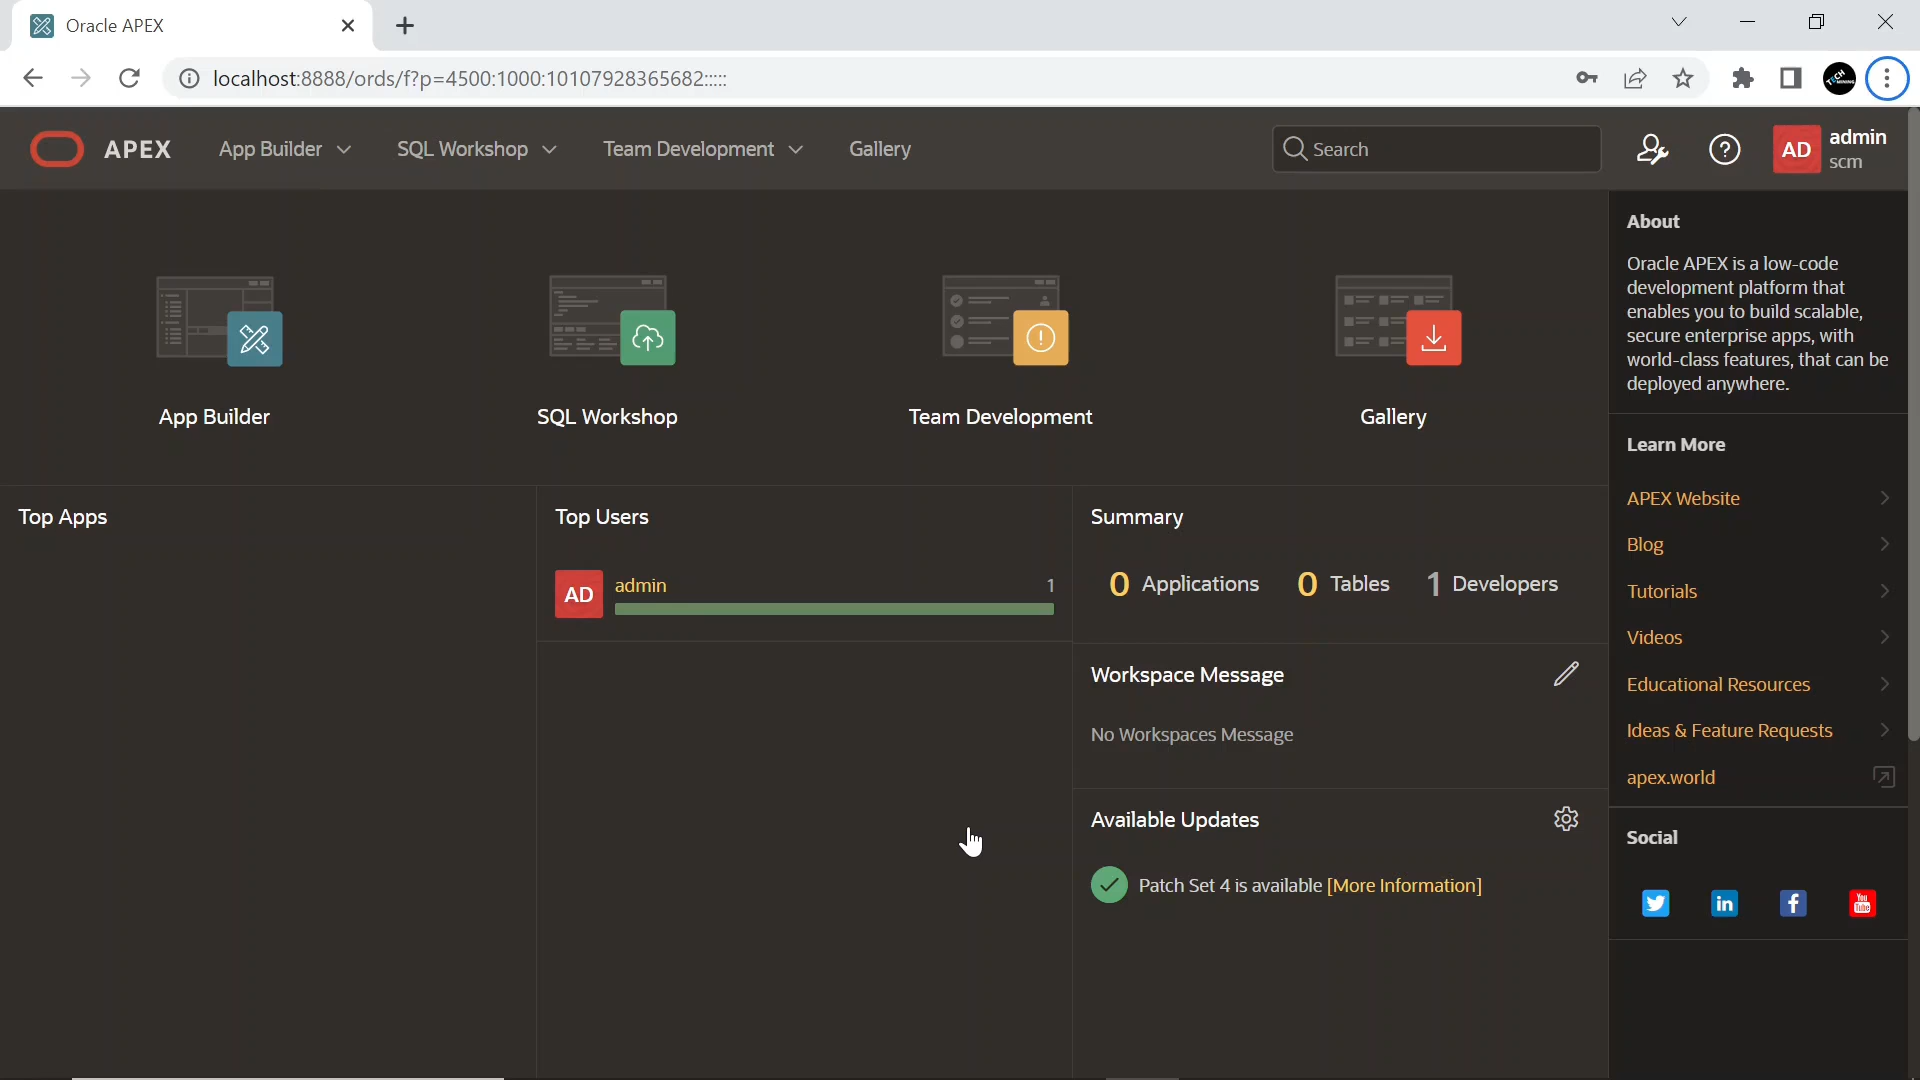 Oracle APEX
localhost:8888/ords/f?p=4500:1000:10107928365682:::::
APEX App Builder SQL Workshop Team Development Gallery Search AD admin
scm
App Builder SQL Workshop Team Development Gallery
Top Apps
Top Users
AD admin 1
Summary
0 Applications 0 Tables 1 Developers
Workspace Message
No Workspaces Message
Available Updates
Patch Set 4 is available [More Information]
About
Oracle APEX is a low-code
development platform that
enables you to build scalable,
secure enterprise apps, with
world-class features, that can be
deployed anywhere.
Learn More
APEX Website
Blog
Tutorials
Videos
Educational Resources
Ideas & Feature Requests
apex.world
Social